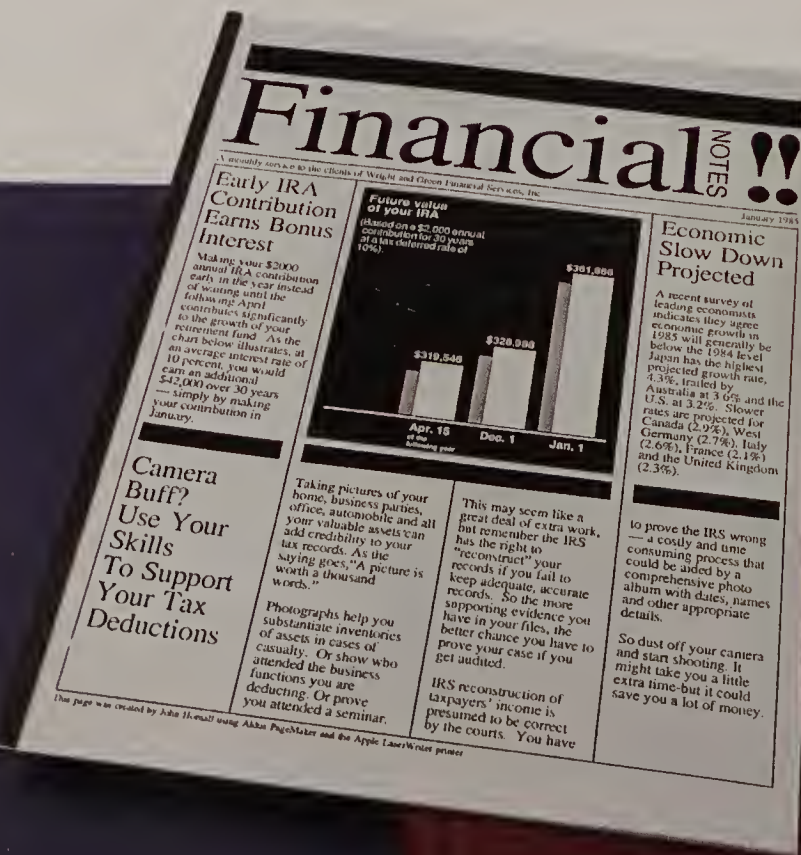 Financial NOTES !!
A monthly service to the clients of Wright and Green Financial Services, Inc.
January 1985
Early IRA
Contribution
Earns Bonus
Interest
Making your $2000
annual IRA contribution
early in the year instead
of waiting until the
following April
contributes significantly
to the growth of your
retirement fund. As the
chart below illustrates, at
an average interest rate of
10 percent, you would
earn an additional
$42,000 over 30 years
— simply by making
your contribution in
January.
Future value
of your IRA
(Based on a $2,000 annual
contribution for 30 years
at a tax deferred rate of
10%).
$319,546
$328,988
$361,886
Apr. 15
of the
following year
Dec. 1
Jan. 1
Economic
Slow Down
Projected
A recent survey of
leading economists
indicates they agree
economic growth in
1985 will generally be
below the 1984 level
Japan has the highest
projected growth rate,
4.3%, trailed by
Australia at 3.6% and the
U.S. at 3.2%. Slower
rates are projected for
Canada (2.9%), West
Germany (2.7%), Italy
(2.6%), France (2.1%)
and the United Kingdom
(2.3%).
Camera
Buff?
Use Your
Skills
To Support
Your Tax
Deductions
Taking pictures of your
home, business parties,
office, automobile and all
your valuable assets can
add credibility to your
tax records. As the
saying goes, "A picture is
worth a thousand
words."
Photographs help you
substantiate inventories
of assets in cases of
casualty. Or show who
attended the business
functions you are
deducting. Or prove
you attended a seminar.
This may seem like a
great deal of extra work,
but remember the IRS
has the right to
"reconstruct" your
records if you fail to
keep adequate, accurate
records. So the more
supporting evidence you
have in your files, the
better chance you have to
prove your case if you
get audited.
IRS reconstruction of
taxpayers' income is
presumed to be correct
by the courts. You have
to prove the IRS wrong
— a costly and time
consuming process that
could be aided by a
comprehensive photo
album with dates, names
and other appropriate
details.
So dust off your camera
and start shooting. It
might take you a little
extra time-but it could
save you a lot of money.
This page was created by John using Aldus PageMaker and the Apple LaserWriter printer